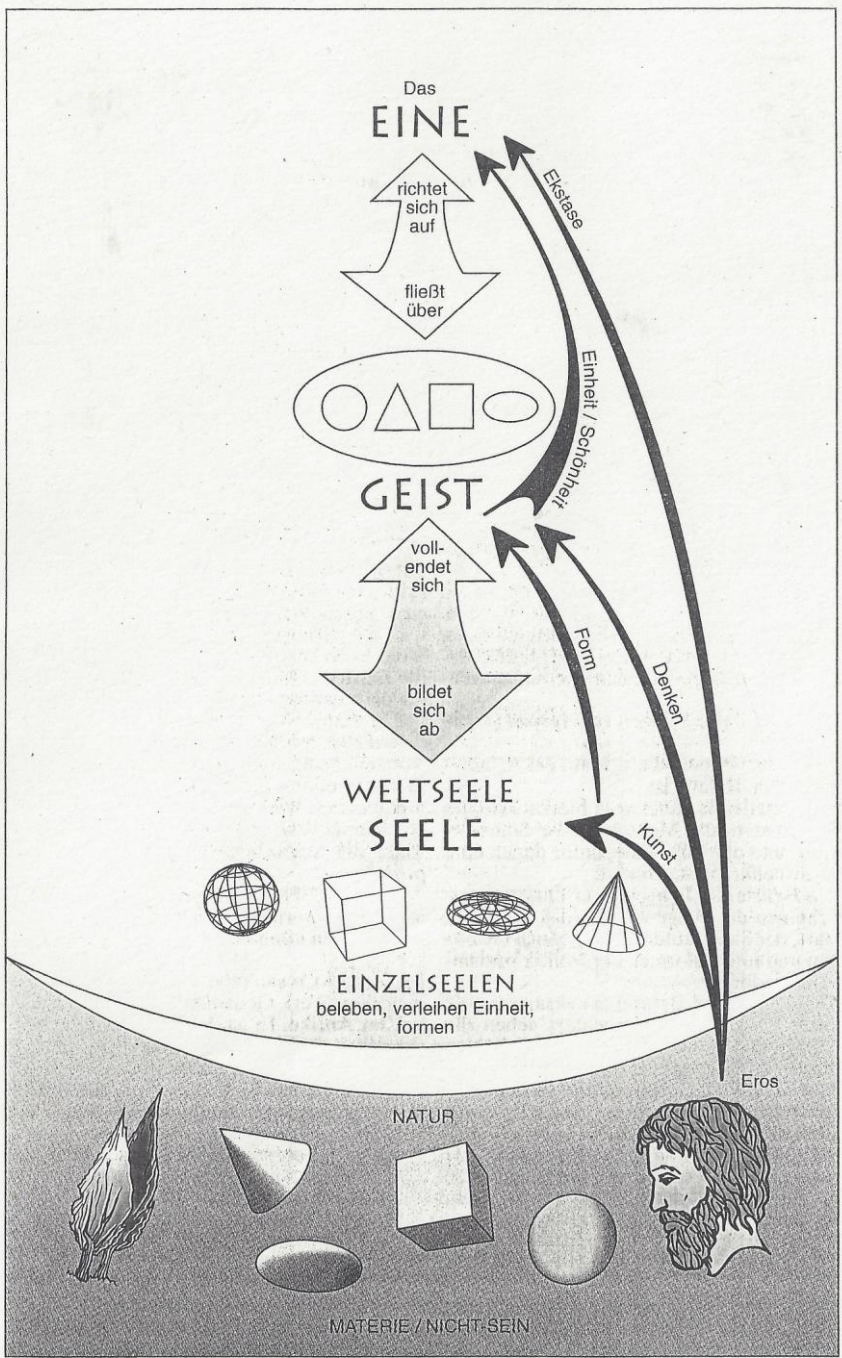 Das
EINE
richtet
sich
auf
fließt
über
Ekstase
Einheit / Schönheit
GEIST
voll-
endet
sich
bildet
sich
ab
Form
Denken
WELTSEELE
SEELE
Kunst
EINZELSEELEN
beleben, verleihen Einheit,
formen
Eros
NATUR
MATERIE / NICHT-SEIN